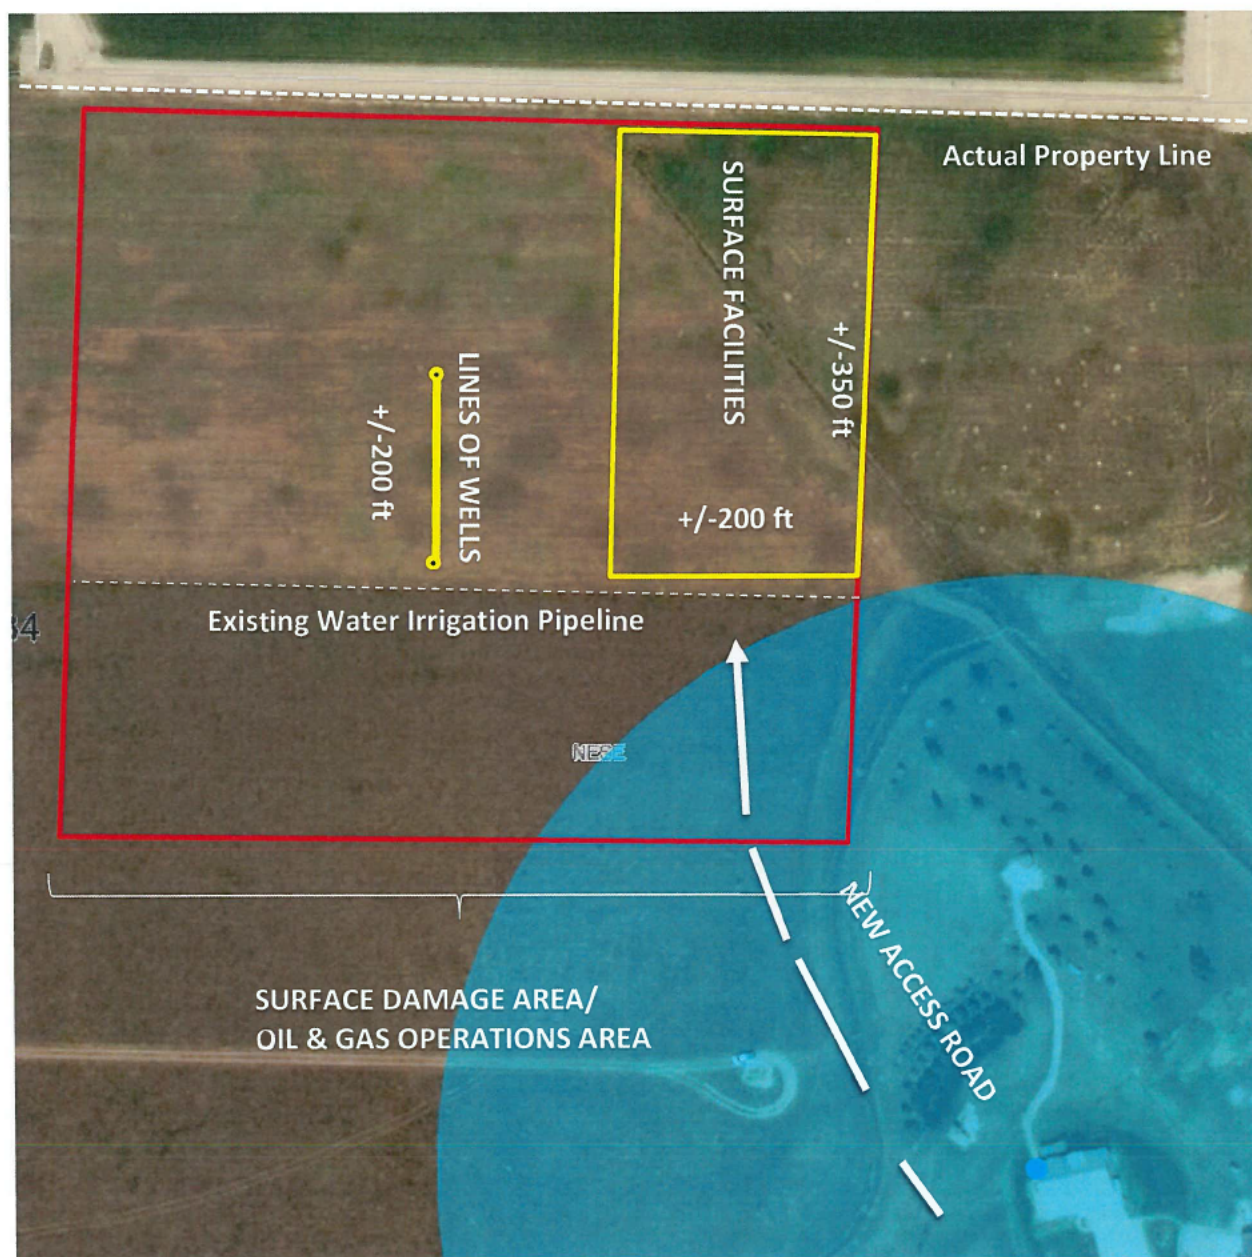 Actual Property Line
SURFACE FACILITIES
+/-350 ft
LINES OF WELLS
+/-200 ft
+/-200 ft
Existing Water Irrigation Pipeline
34
NESE
NEW ACCESS ROAD
SURFACE DAMAGE AREA/
OIL & GAS OPERATIONS AREA